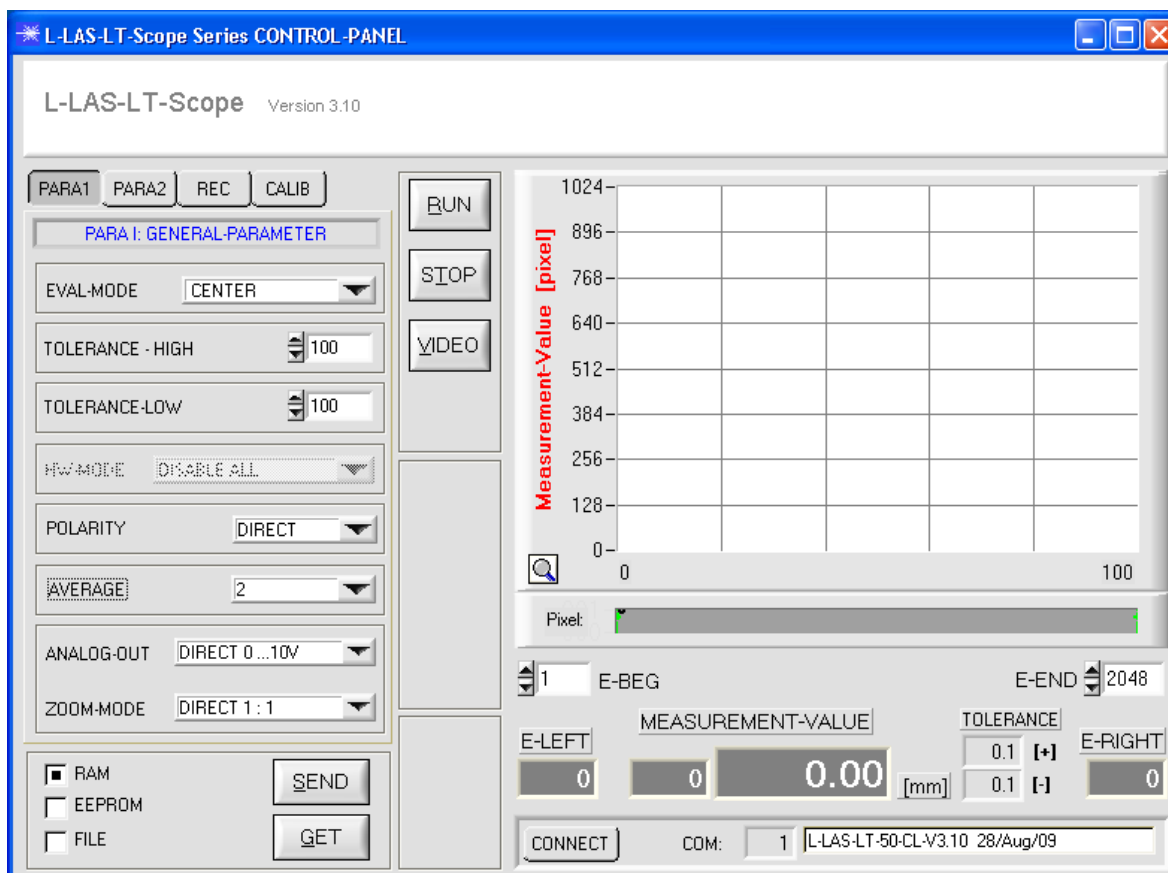 L-LAS-LT-Scope Series CONTROL-PANEL
L-LAS-LT-Scope Version 3.10
PARA1 PARA2 REC CALIB
PARA I: GENERAL-PARAMETER
EVAL-MODE CENTER
TOLERANCE - HIGH 100
TOLERANCE-LOW 100
HW-MODE DISABLE ALL
POLARITY DIRECT
AVERAGE 2
ANALOG-OUT DIRECT 0...10V
ZOOM-MODE DIRECT 1 : 1
RAM
EEPROM
FILE
SEND
GET
RUN
STOP
VIDEO
Measurement-Value [pixel]
1024
896
768
640
512
384
256
128
0
0 100
Pixel:
1 E-BEG E-END 2048
E-LEFT MEASUREMENT-VALUE TOLERANCE E-RIGHT
0 0 0.00 [mm] 0.1 [+] 0
0.1 [-]
CONNECT COM: 1 L-LAS-LT-50-CL-V3.10 28/Aug/09